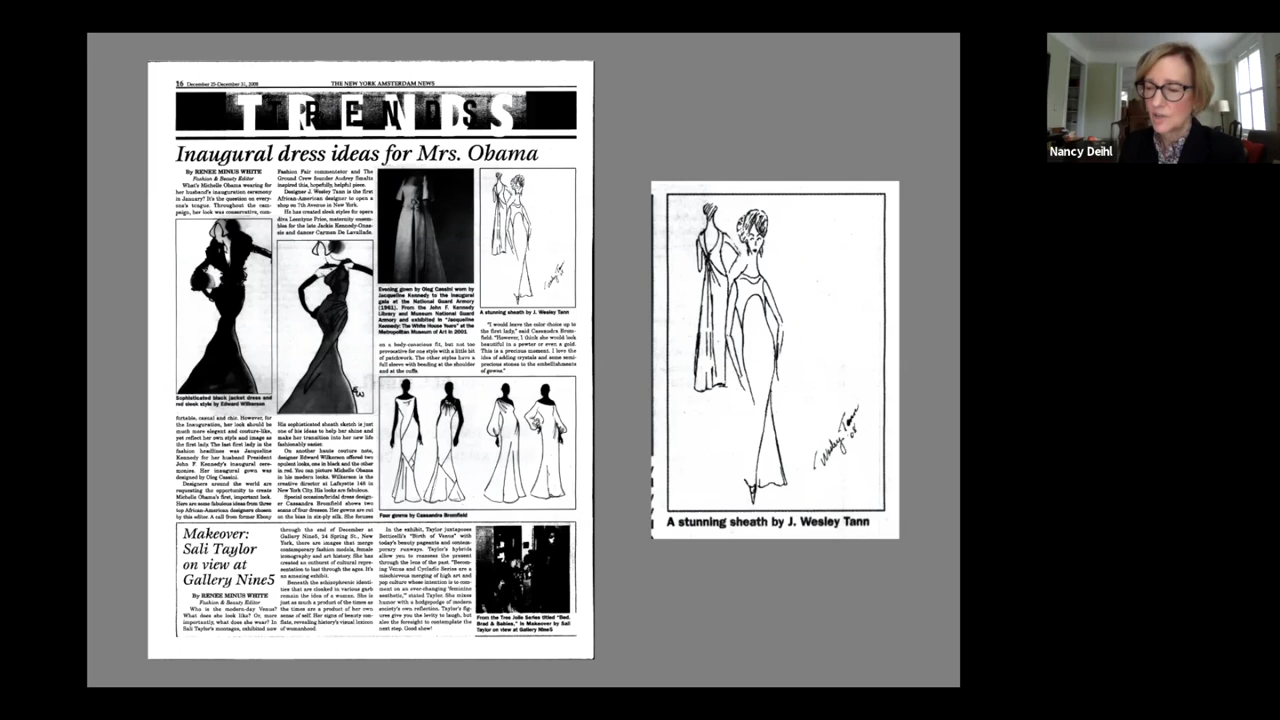 16 December 25-December 31, 2008
THE NEW YORK AMSTERDAM NEWS
TRENDS
Inaugural dress ideas for Mrs. Obama
By RENEE MINUS WHITE
Fashion & Beauty Editor
What's Michelle Obama wearing for
her husband's inauguration ceremony
in January? It's the question on every-
one's tongue. Throughout the cam-
paign, her look was conservative, com-
Sophisticated black jacket dress and
red sleek style by Edward Wilkerson
fortable, casual and chic. However, for
the Inauguration, her look should be
much more elegant and couture-like,
yet reflect her own style and image as
the first lady. The last first lady in the
fashion headlines was Jacqueline
Kennedy for her husband President
John F. Kennedy's inaugural cere-
monies. Her inaugural gown was
designed by Oleg Cassini.
Designers around the world are
requesting the opportunity to create
Michelle Obama's first, important look.
Here are some fabulous ideas from three
top African-American designers chosen
by this editor. A call from former Ebony
Fashion Fair commentator and The
Ground Crew founder Audrey Smaltz
inspired this, hopefully, helpful piece.
Designer J. Wesley Tann is the first
African-American designer to open a
shop on 7th Avenue in New York.
He has created sleek styles for opera
diva Leontyne Price, maternity ensem-
bles for the late Jackie Kennedy-Onas-
sis and dancer Carmen De Lavallade.
His sophisticated sheath sketch is just
one of his ideas to help her shine and
make her transition into her new life
fashionably easier.
On another hands couture note,
designer Edward Wilkerson offered two
opulent looks, one in black and the other
in red. You can picture Michelle Obama
in his modern looks. Wilkerson is the
creative director at Lafayette 148 in
New York City. His looks are fabulous.
Special occasion/bridal dress design-
er Cassandra Bromfield shows two
scans of four dresses. Her gowns are cut
on the bias in six-ply silk. She focuses
Evening gown by Oleg Cassini worn by
Jacqueline Kennedy to the inaugural
gala at the National Guard Armory
(1961). From the John F. Kennedy
Library and Museum National Guard
Armory and exhibited in "Jacqueline
Kennedy: The White House Years" at the
Metropolitan Museum of Art in 2001
on a body-conscious fit, but not too
provocative for one style with a little bit
of patchwork. The other styles have a
full sleeve with beading at the shoulder
and at the cuffs.
A stunning sheath by J. Wesley Tann
"I would leave the color choice up to
the first lady," said Cassandra Brom-
field. "However, I think she would look
beautiful in a pewter or even a gold.
This is a precious moment. I love the
idea of adding crystals and some semi-
precious stones to the embellishments
of gowns."
Four gowns by Cassandra Bromfield
Makeover:
Sali Taylor
on view at
Gallery Nine5
By RENEE MINUS WHITE
Fashion & Beauty Editor
Who is the modern-day Venus?
What does she look like? Or, more
importantly, what does she wear? In
Sali Taylor's montages, exhibited now
through the end of December at
Gallery Nine5, 24 Spring St., New
York, there are images that merge
contemporary fashion models, female
iconography and art history. She has
created an outburst of cultural repre-
sentation to last through the ages. It's
an amazing exhibit.
Beneath the schizophrenic identi-
ties that are cloaked in various garb
remain the idea of a woman. She is
just as much a product of the times as
the times are a product of her own
sense of self. Her signs of beauty con-
flate, revealing history's visual lexicon
of womanhood.
In the exhibit, Taylor juxtaposes
Botticelli's "Birth of Venus" with
today's beauty pageants and contem-
porary runways. Taylor's hybrids
allow you to reassess the present
through the lens of the past. "Becom-
ing Venus and Cycladic Series are a
mischievous merging of high art and
pop culture whose intention is to com-
ment on an ever-changing 'feminine
aesthetic,'" stated Taylor. She mixes
humor with a hodgepodge of modern
society's own reflection. Taylor's fig-
ures give you the levity to laugh, but
also the foresight to contemplate the
next step. Good show!
From the Tres Jolie Series titled "Bed,
Brad & Babies," in Makeover by Sali
Taylor on view at Gallery Nine5
Wesley Tann
08
A stunning sheath by J. Wesley Tann
Nancy Deihl